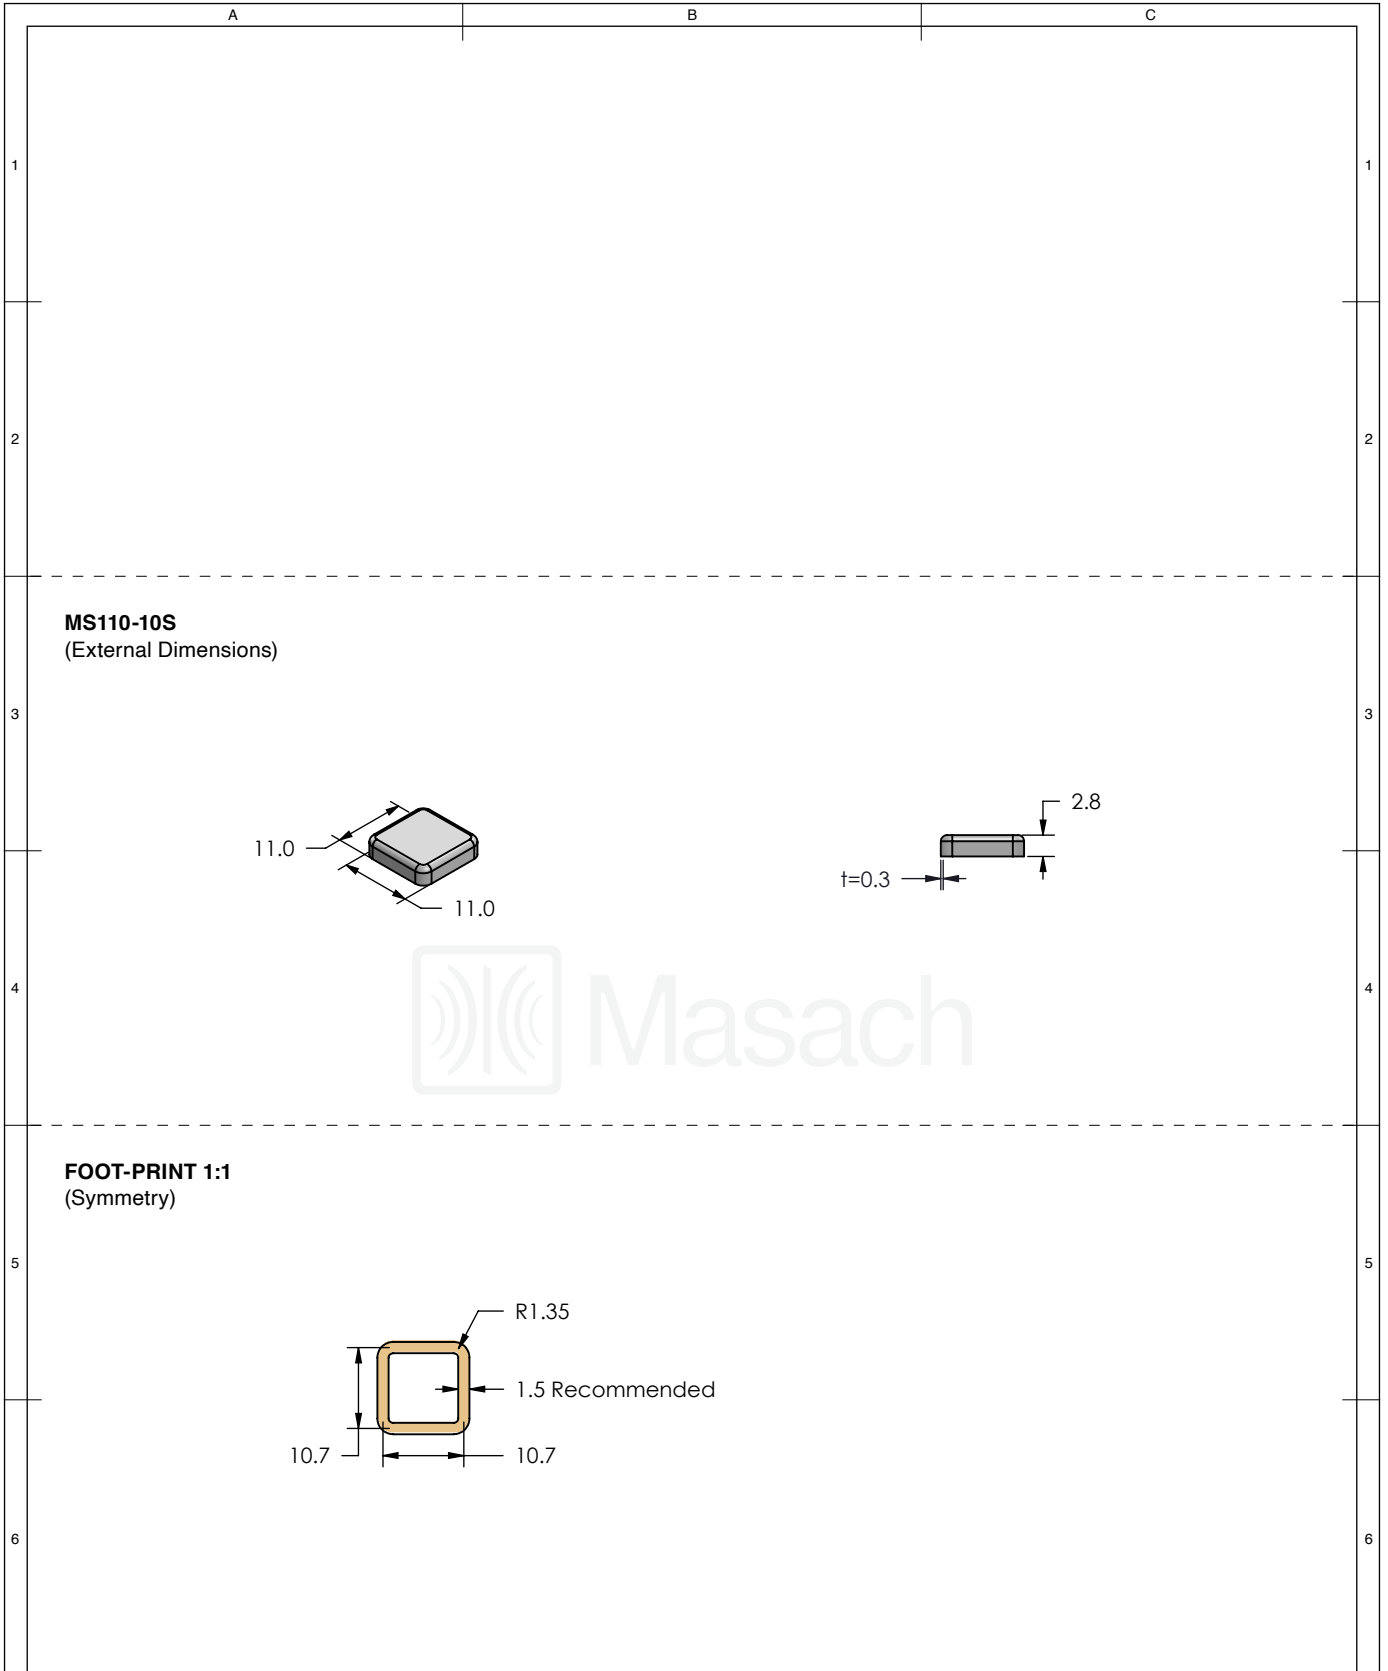 A B C
1 1
2 2
MS110-10S
(External Dimensions)
3 3
2.8
11.0
t=0.3
11.0
Masach
4 4
FOOT-PRINT 1:1
(Symmetry)
5 5
R1.35
1.5 Recommended
10.7 10.7
6 6